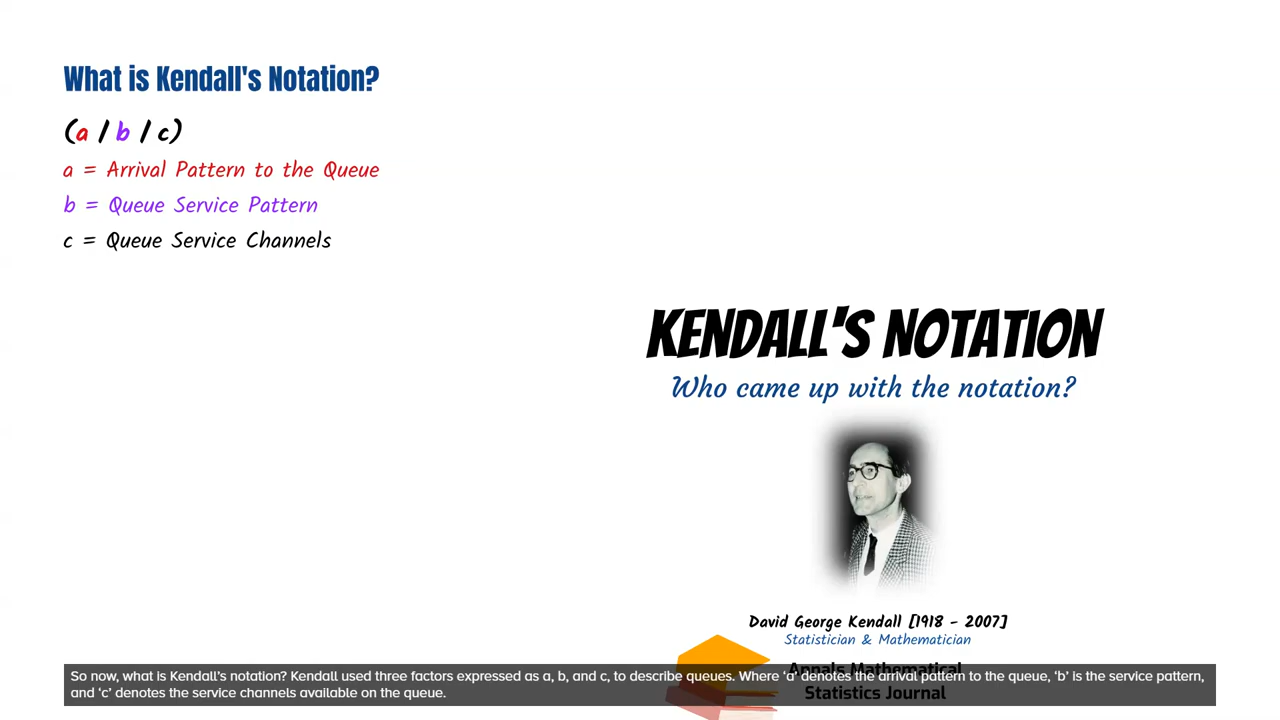 What is Kendall's Notation?
(a / b / c)
a = Arrival Pattern to the Queue
b = Queue Service Pattern
c = Queue Service Channels
KENDALL'S NOTATION
Who came up with the notation?
David George Kendall [1918 - 2007]
Statistician & Mathematician
Annals Mathematical
Statistics Journal
So now, what is Kendall's notation? Kendall used three factors expressed as a, b, and c, to describe queues. Where ‘a’ denotes the arrival pattern to the queue, ‘b’ is the service pattern,
and ‘c’ denotes the service channels available on the queue.